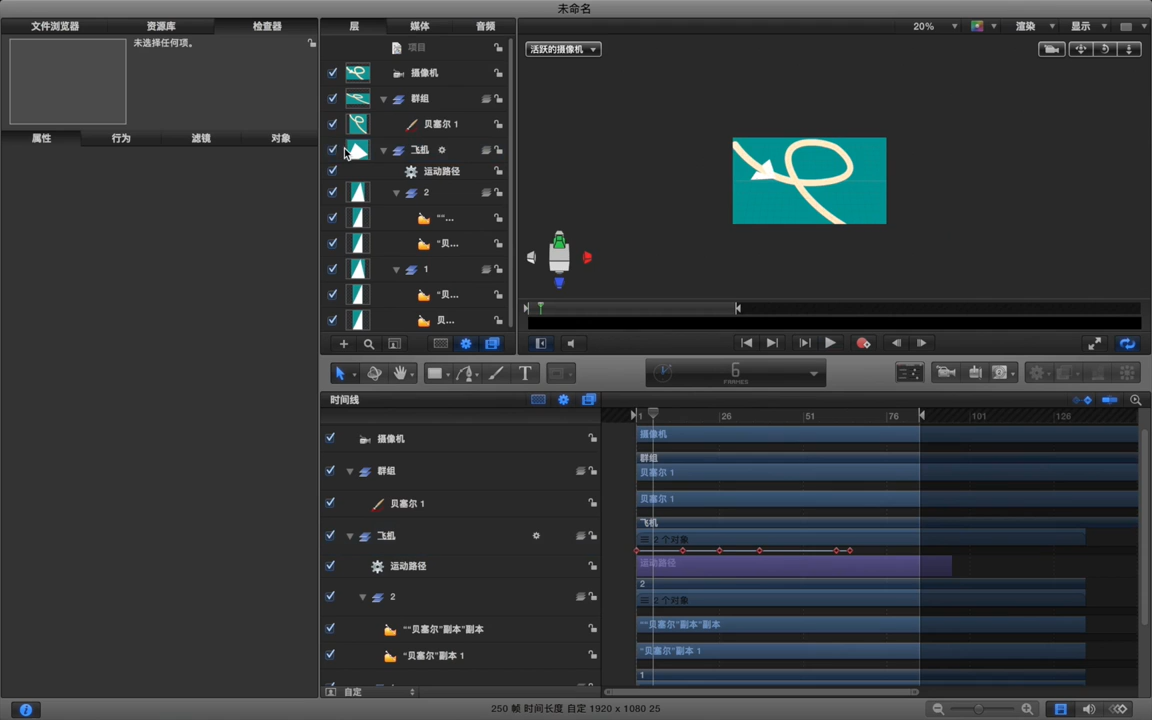 未命名
文件浏览器
资源库
检查器
层
媒体
音频
20%
渲染
显示
未选择任何项。
属性
行为
滤镜
对象
项目
摄像机
群组
贝塞尔 1
飞机
运动路径
2
““...
“贝...
1
“贝...
贝...
活跃的摄像机
6
FRAMES
T
时间线
1
26
51
76
101
126
摄像机
摄像机
群组
群组
贝塞尔 1
贝塞尔 1
贝塞尔 1
飞机
飞机
2 个对象
运动路径
运动路径
2
2
2 个对象
““贝塞尔”副本”副本
““贝塞尔”副本”副本
“贝塞尔”副本 1
“贝塞尔”副本 1
1
自定
250 帧 时间长度 自定 1920 x 1080 25